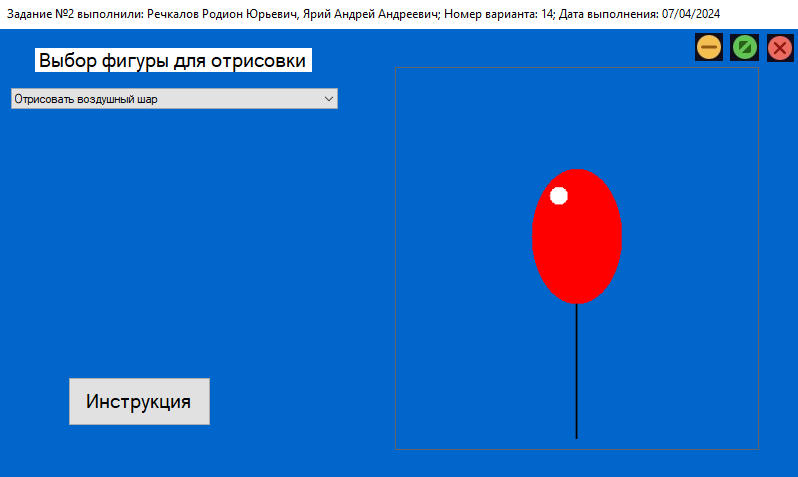 Задание №2 выполнили: Речкалов Родион Юрьевич, Ярий Андрей Андреевич; Номер варианта: 14; Дата выполнения: 07/04/2024
Выбор фигуры для отрисовки
Отрисовать воздушный шар
Инструкция